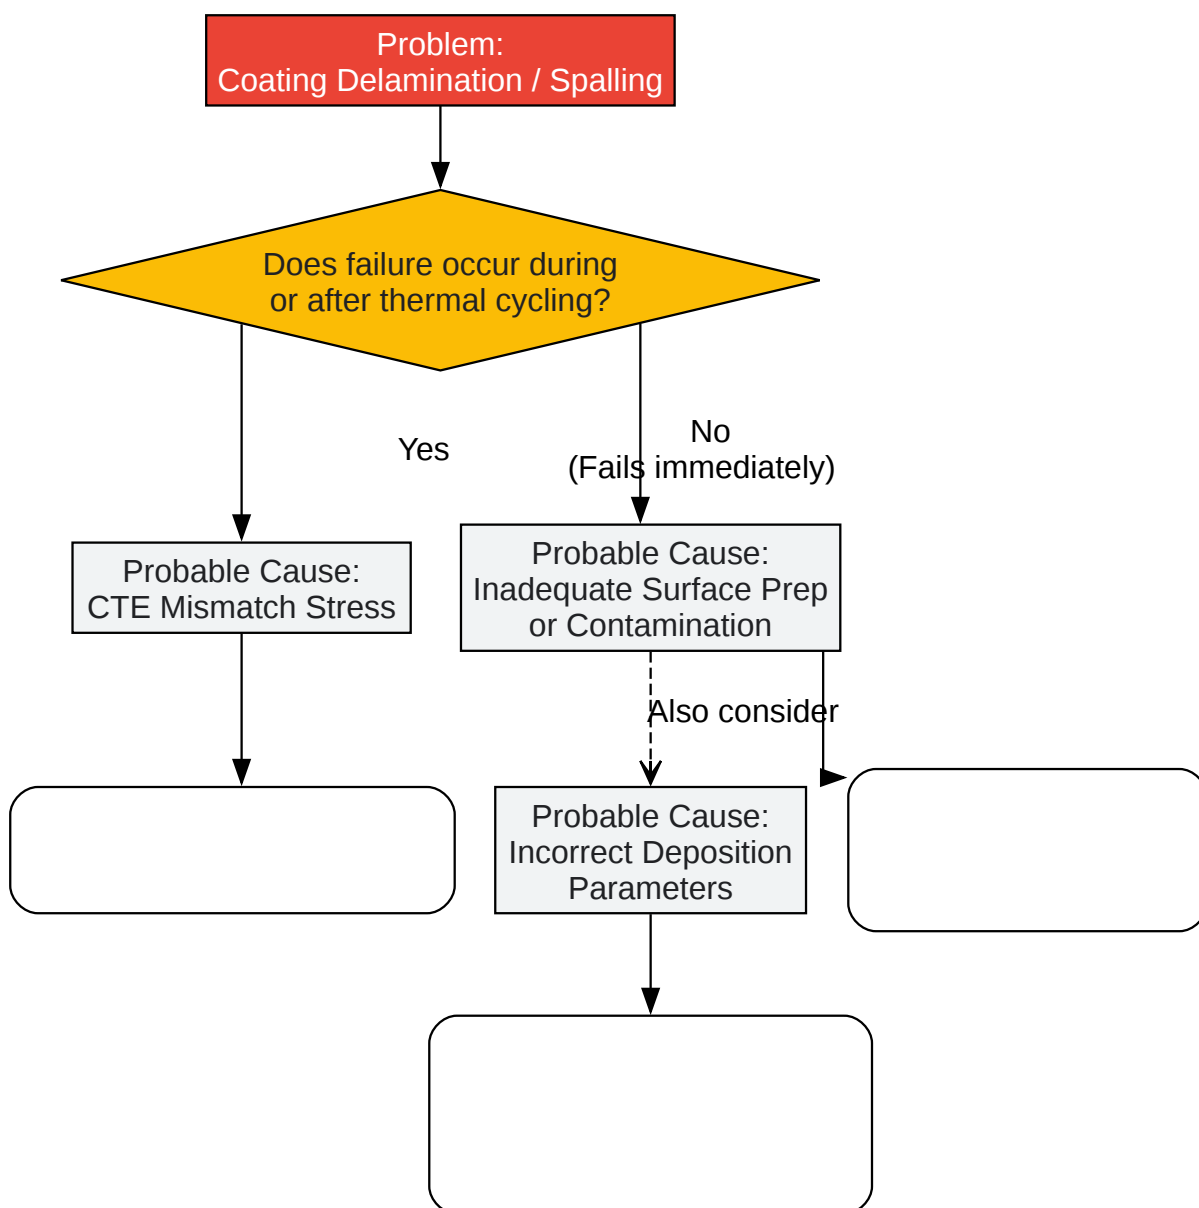 Problem:
Coating Delamination / Spalling
Does failure occur during
or after thermal cycling?
Yes
No
(Fails immediately)
Probable Cause:
CTE Mismatch Stress
Probable Cause:
Inadequate Surface Prep
or Contamination
Also consider
Probable Cause:
Incorrect Deposition
Parameters